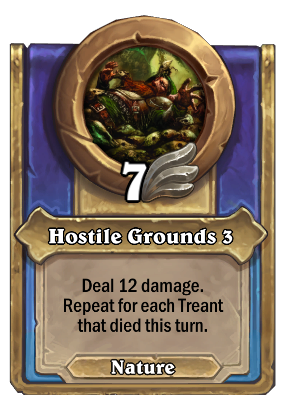 7
Hostile Grounds 3
Deal 12 damage.
Repeat for each Treant
that died this turn.
Nature